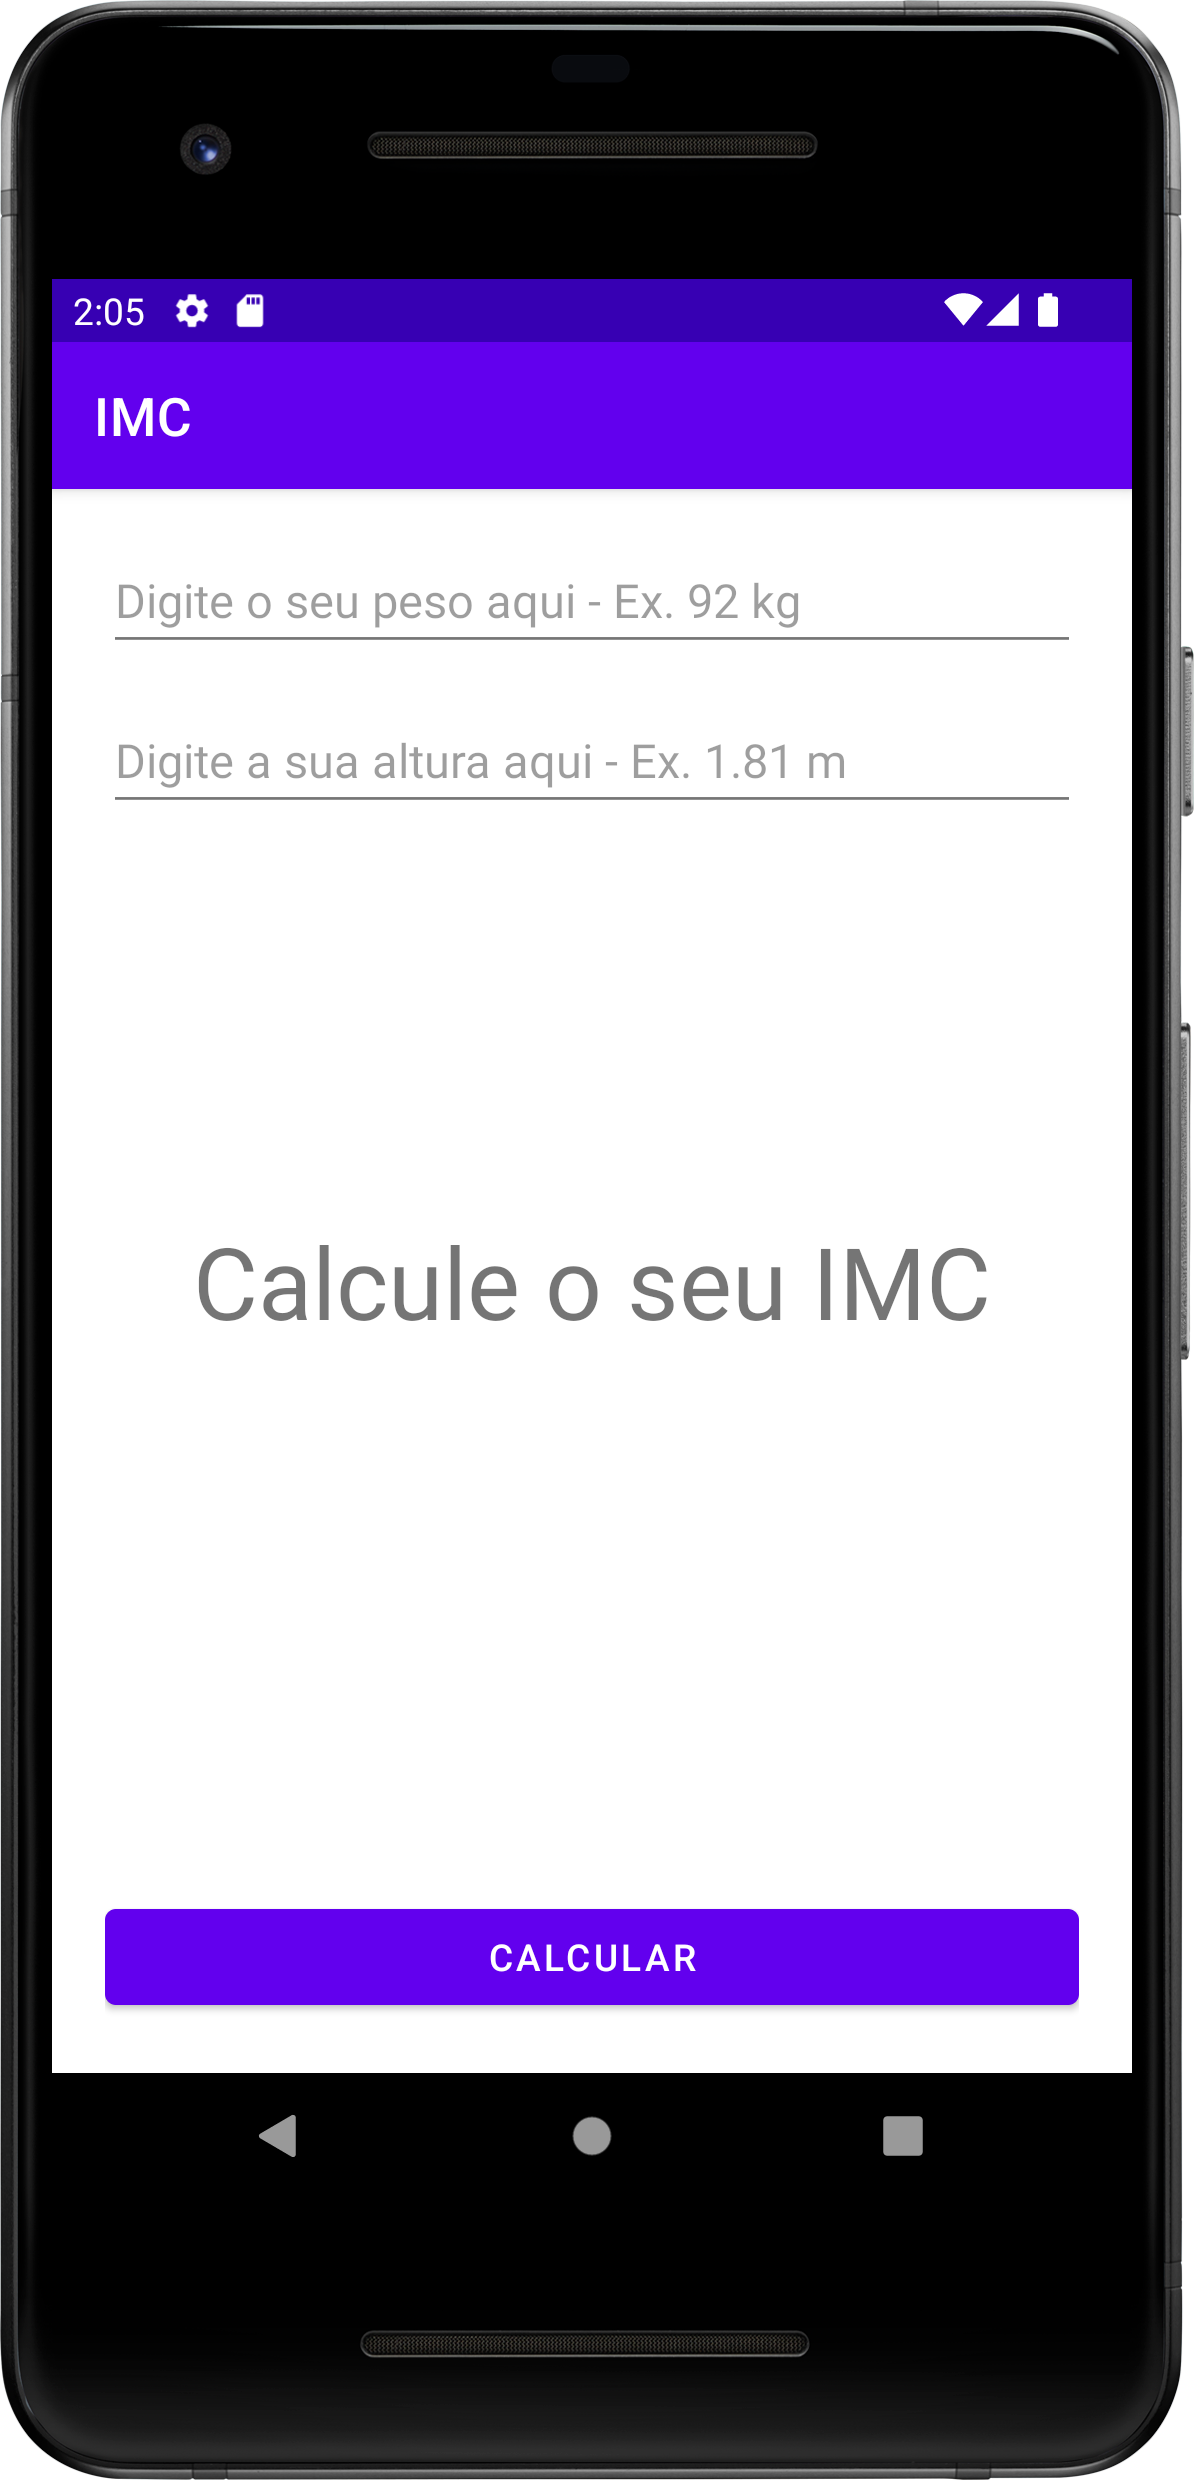 2:05
IMC
Digite o seu peso aqui - Ex. 92 kg
Digite a sua altura aqui - Ex. 1.81 m
Calcule o seu IMC
CALCULAR